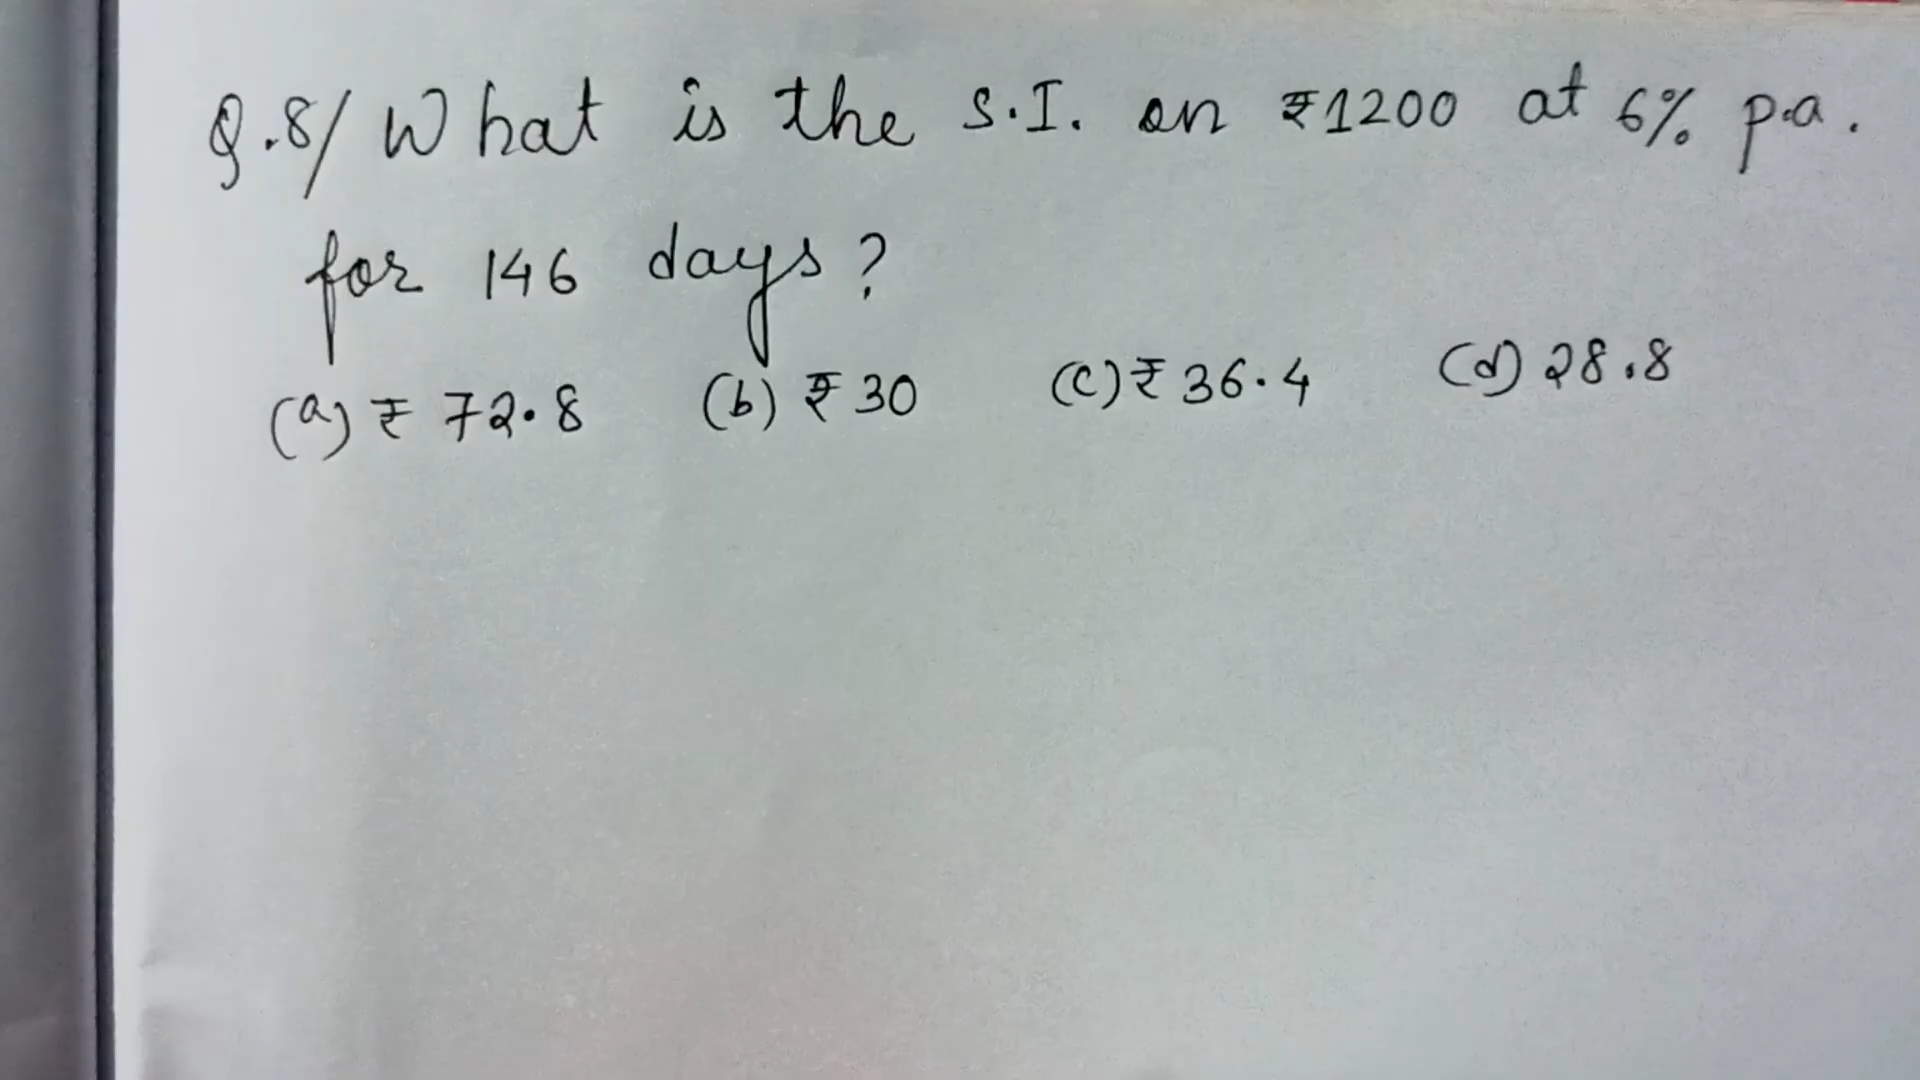 Q.8/ What is the S.I. on ₹1200 at 6% p.a.
for 146 days?
(a) ₹ 72.8 (b) ₹ 30 (c) ₹ 36.4 (d) 28.8